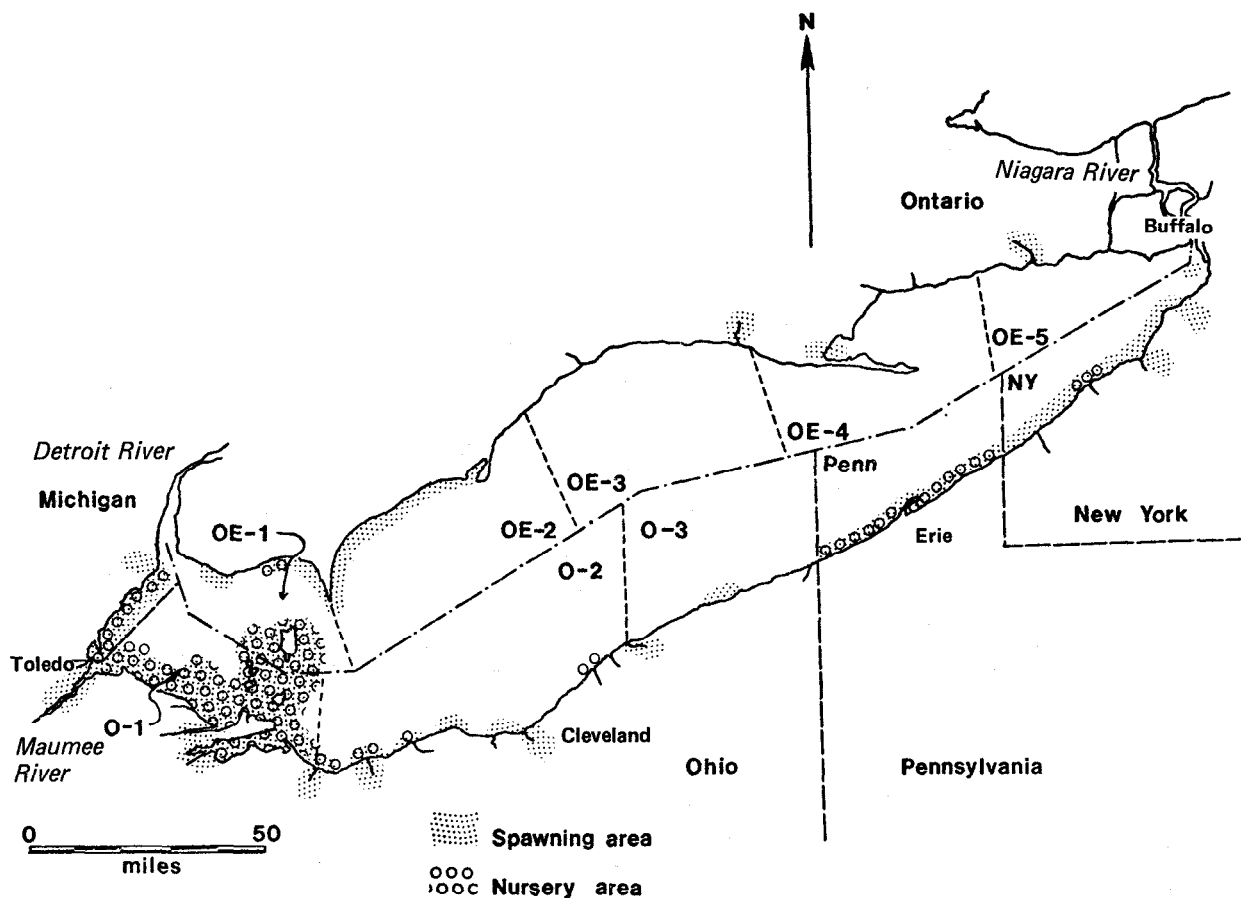 N
Niagara River
Ontario
Buffalo
OE-5
NY
Detroit River
OE-4
Penn
Michigan
OE-3
OE-1
OE-2
O-3
New York
Erie
O-2
Toledo
O-1
Cleveland
Maumee
River
Ohio
Pennsylvania
0 50
miles
Spawning area
Nursery area